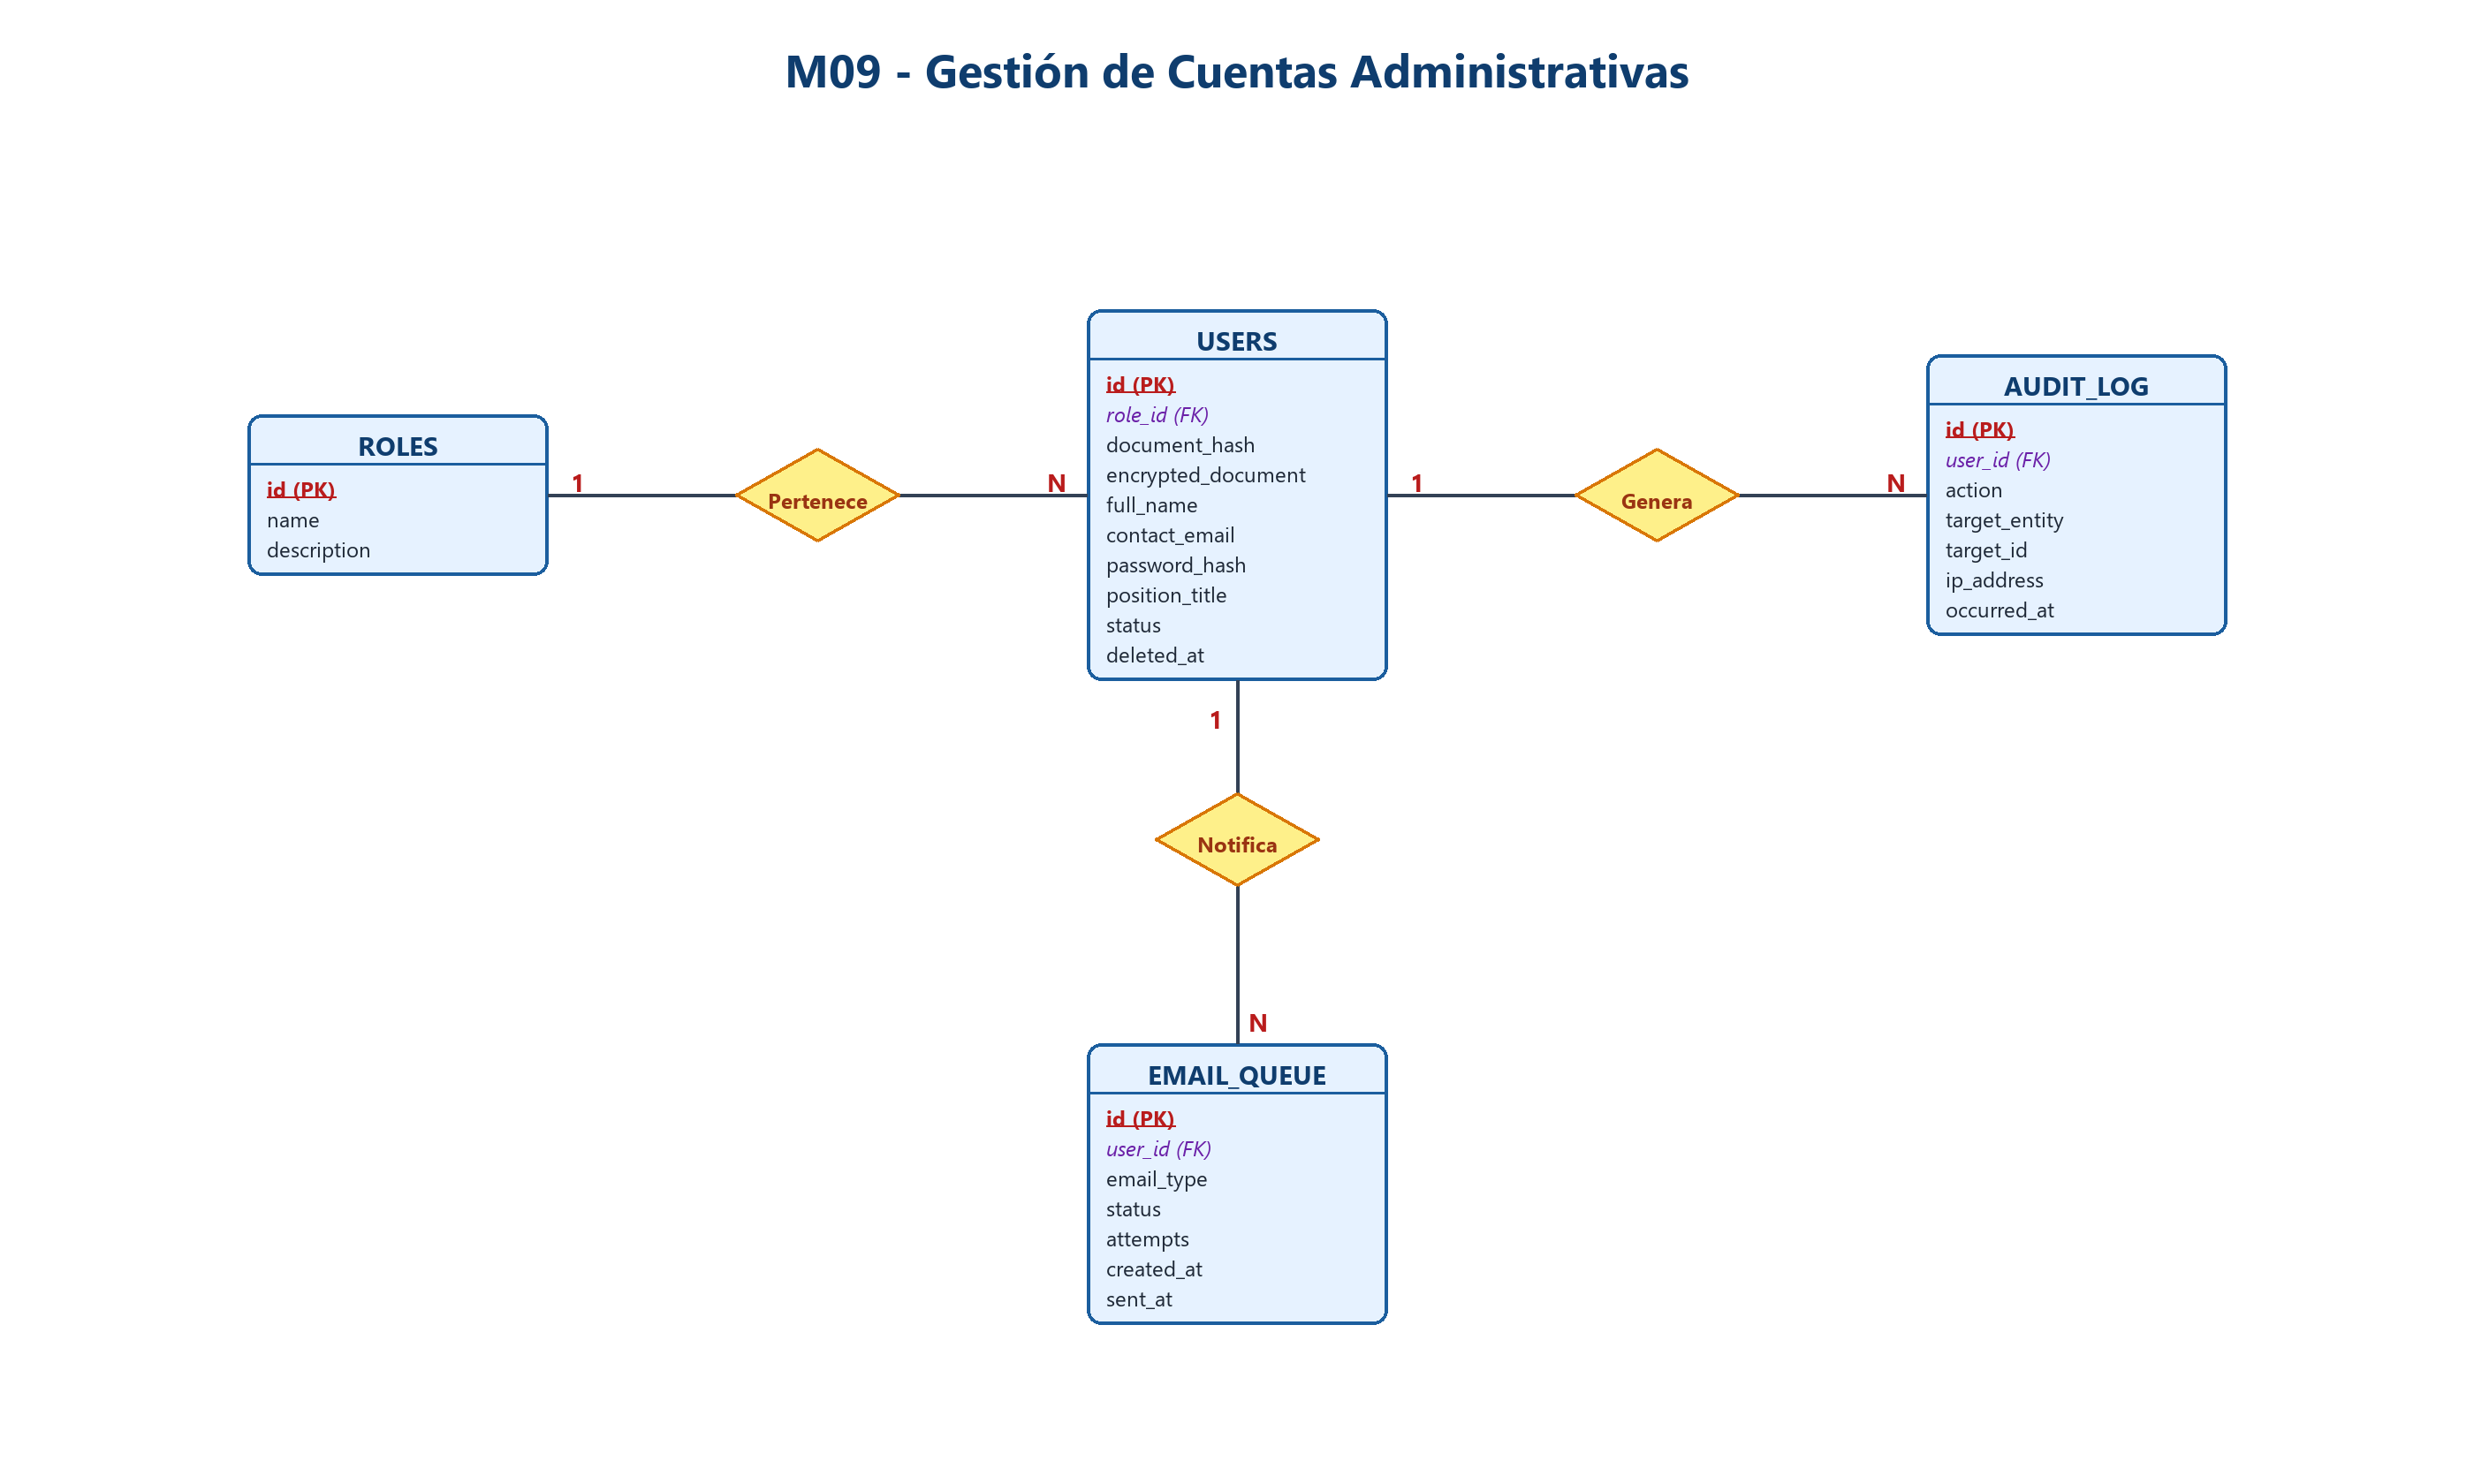 M09 - Gestión de Cuentas Administrativas
ROLES
id (PK)
name
description
1
Pertenece
N
USERS
id (PK)
role_id (FK)
document_hash
encrypted_document
full_name
contact_email
password_hash
position_title
status
deleted_at
1
Genera
N
AUDIT_LOG
id (PK)
user_id (FK)
action
target_entity
target_id
ip_address
occurred_at
1
Notifica
N
EMAIL_QUEUE
id (PK)
user_id (FK)
email_type
status
attempts
created_at
sent_at